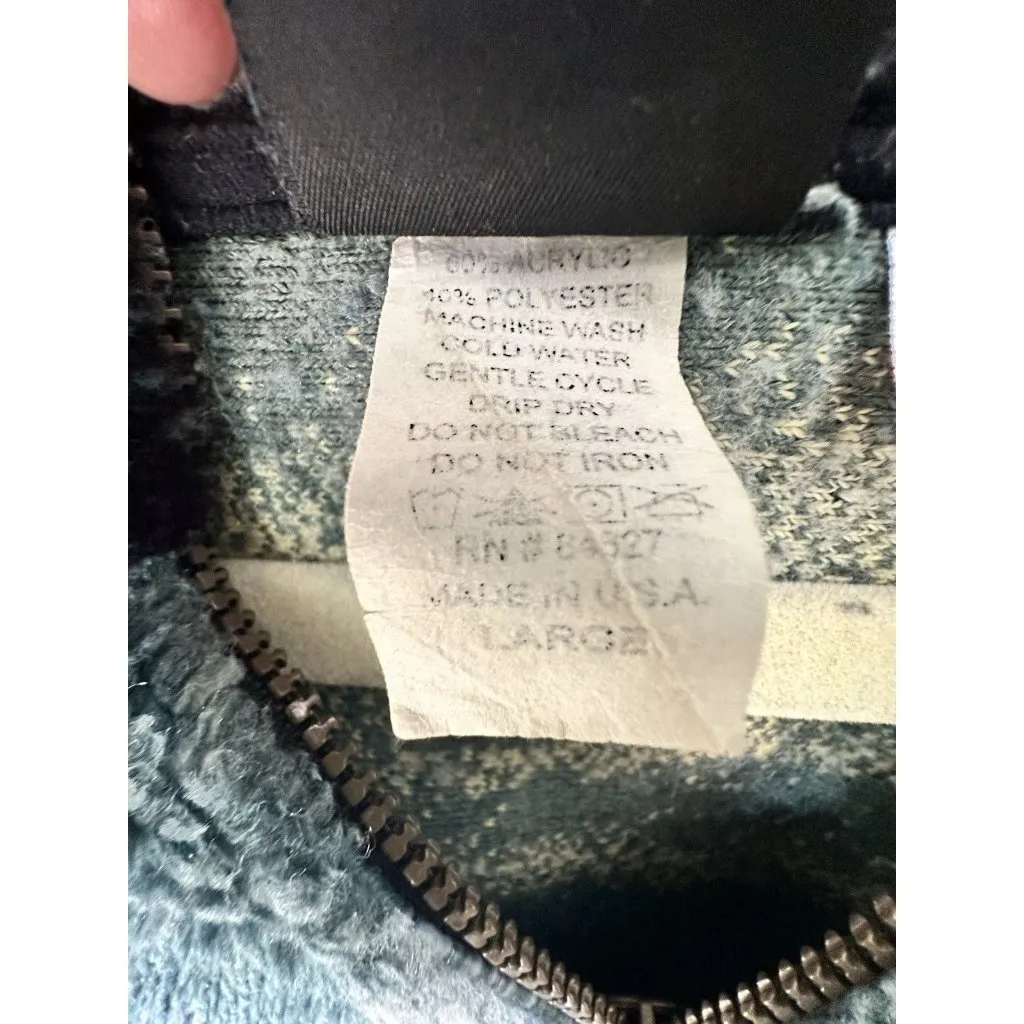 60% ACRYLIC
40% POLYESTER
MACHINE WASH
COLD WATER
GENTLE CYCLE
DRIP DRY
DO NOT BLEACH
DO NOT IRON
RN # 84527
MADE IN U.S.A.
LARGE